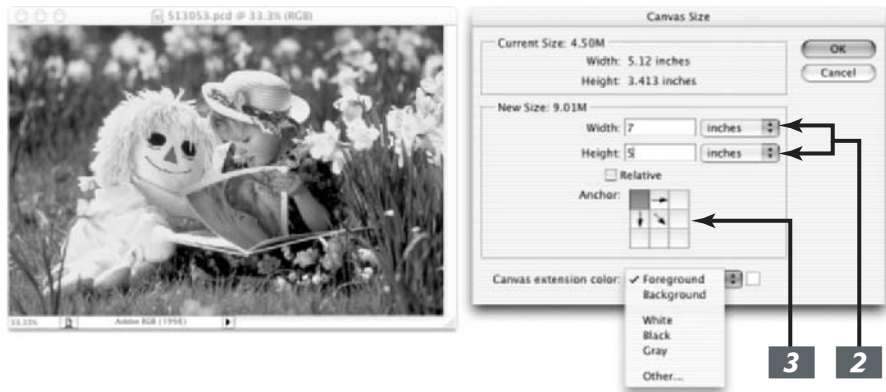 513053.pcd @ 33.3% (RGB)
33.33%
Adobe RGB (1998)
Canvas Size
Current Size: 4.50M
Width: 5.12 inches
Height: 3.413 inches
OK
Cancel
New Size: 9.01M
Width: 7 inches
Height: 5 inches
Relative
Anchor:
Canvas extension color: ✓ Foreground
Background
White
Black
Gray
Other...
3 2